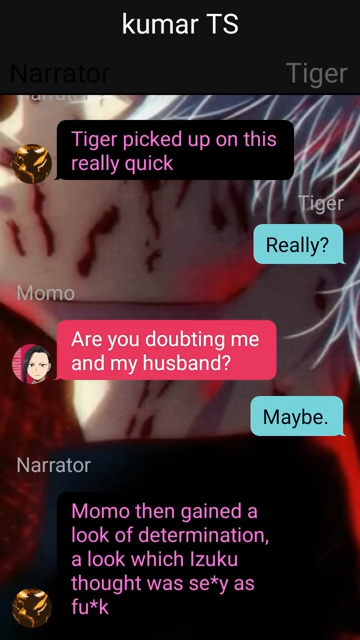 kumar TS
Narrator
Tiger
Narrator
Tiger picked up on this
really quick
Tiger
Really?
Momo
Are you doubting me
and my husband?
Maybe.
Narrator
Momo then gained a
look of determination,
a look which Izuku
thought was se*y as
fu*k